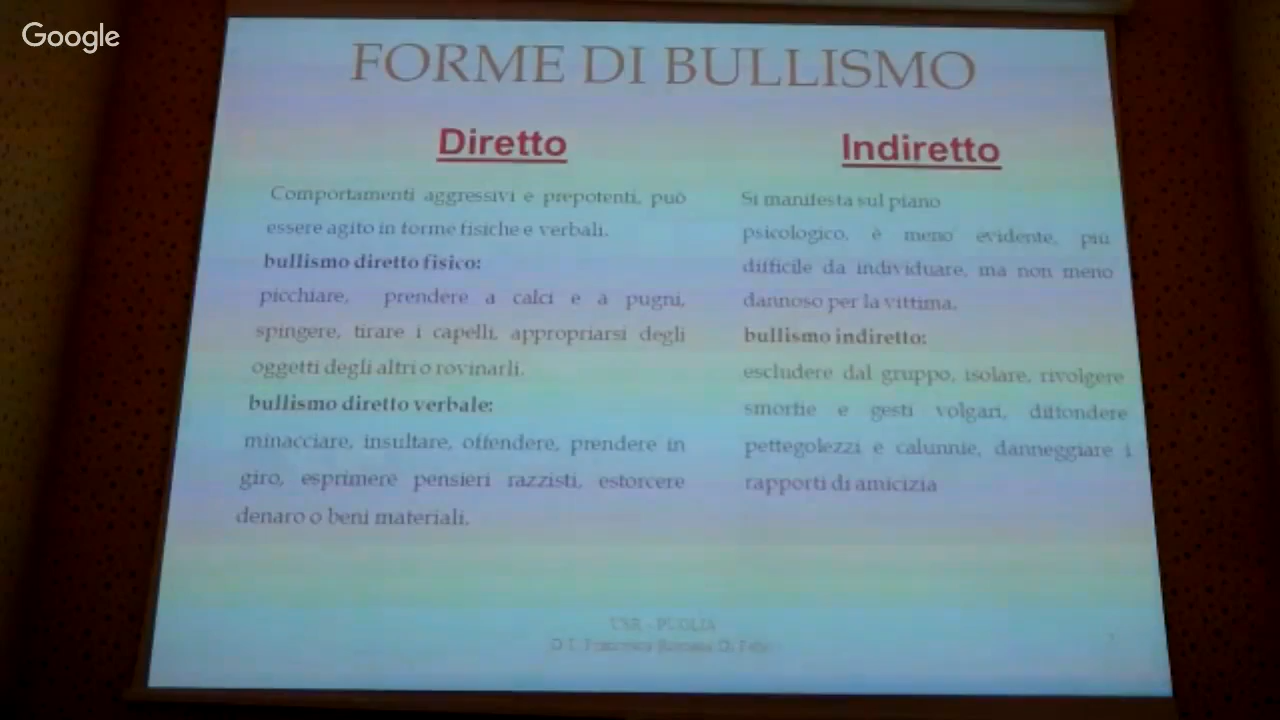 Google
FORME DI BULLISMO
Diretto
Comportamenti aggressivi e prepotenti, può
essere agito in forme fisiche e verbali.
bullismo diretto fisico:
picchiare, prendere a calci e a pugni,
spingere, tirare i capelli, appropriarsi degli
oggetti degli altri o rovinarli.
bullismo diretto verbale:
minacciare, insultare, offendere, prendere in
giro, esprimere pensieri razzisti, estorcere
denaro o beni materiali.
Indiretto
Si manifesta sul piano
psicologico, è meno evidente, più
difficile da individuare, ma non meno
dannoso per la vittima.
bullismo indiretto:
escludere dal gruppo, isolare, rivolgere
smorfie e gesti volgari, diffondere
pettegolezzi e calunnie, danneggiare i
rapporti di amicizia
USR - PUGLIA
Francesca